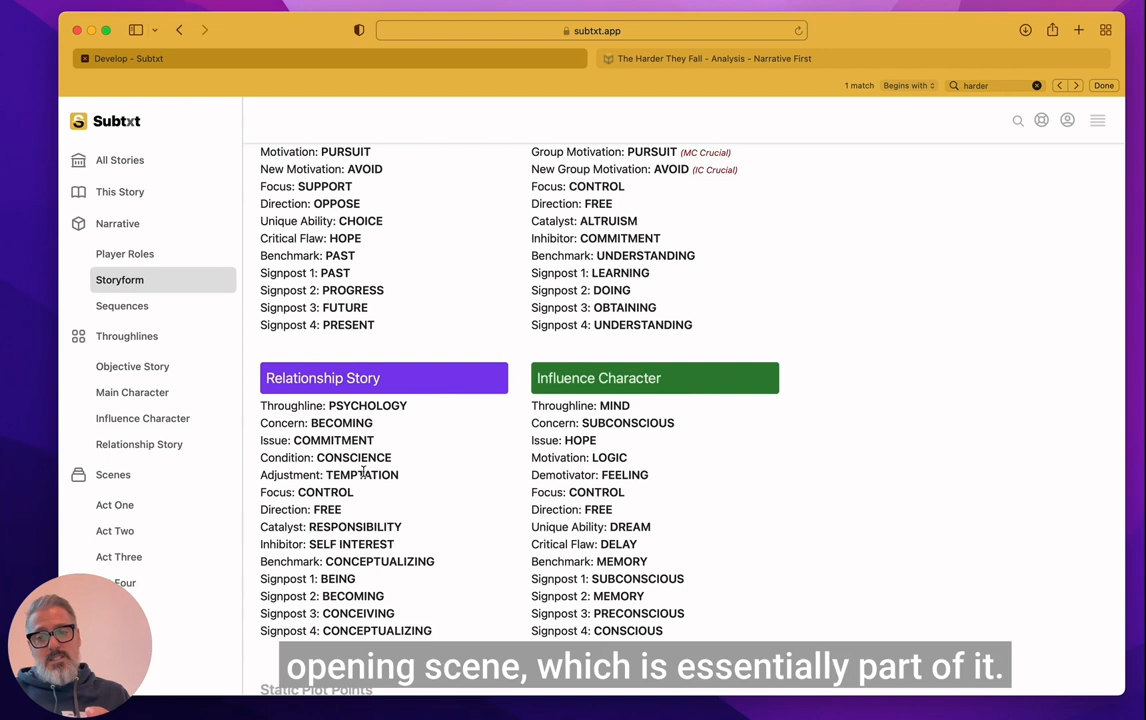 subtxt.app
Develop - Subtxt
The Harder They Fall - Analysis - Narrative First
1 match
Begins with
harder
Done
Subtxt
All Stories
This Story
Narrative
Player Roles
Storyform
Sequences
Throughlines
Objective Story
Main Character
Influence Character
Relationship Story
Scenes
Act One
Act Two
Act Three
Four
Motivation: PURSUIT
New Motivation: AVOID
Focus: SUPPORT
Direction: OPPOSE
Unique Ability: CHOICE
Critical Flaw: HOPE
Benchmark: PAST
Signpost 1: PAST
Signpost 2: PROGRESS
Signpost 3: FUTURE
Signpost 4: PRESENT
Group Motivation: PURSUIT (MC Crucial)
New Group Motivation: AVOID (IC Crucial)
Focus: CONTROL
Direction: FREE
Catalyst: ALTRUISM
Inhibitor: COMMITMENT
Benchmark: UNDERSTANDING
Signpost 1: LEARNING
Signpost 2: DOING
Signpost 3: OBTAINING
Signpost 4: UNDERSTANDING
Relationship Story
Throughline: PSYCHOLOGY
Concern: BECOMING
Issue: COMMITMENT
Condition: CONSCIENCE
Adjustment: TEMPTATION
Focus: CONTROL
Direction: FREE
Catalyst: RESPONSIBILITY
Inhibitor: SELF INTEREST
Benchmark: CONCEPTUALIZING
Signpost 1: BEING
Signpost 2: BECOMING
Signpost 3: CONCEIVING
Signpost 4: CONCEPTUALIZING
Influence Character
Throughline: MIND
Concern: SUBCONSCIOUS
Issue: HOPE
Motivation: LOGIC
Demotivator: FEELING
Focus: CONTROL
Direction: FREE
Unique Ability: DREAM
Critical Flaw: DELAY
Benchmark: MEMORY
Signpost 1: SUBCONSCIOUS
Signpost 2: MEMORY
Signpost 3: PRECONSCIOUS
Signpost 4: CONSCIOUS
opening scene, which is essentially part of it.
Static Plot Points